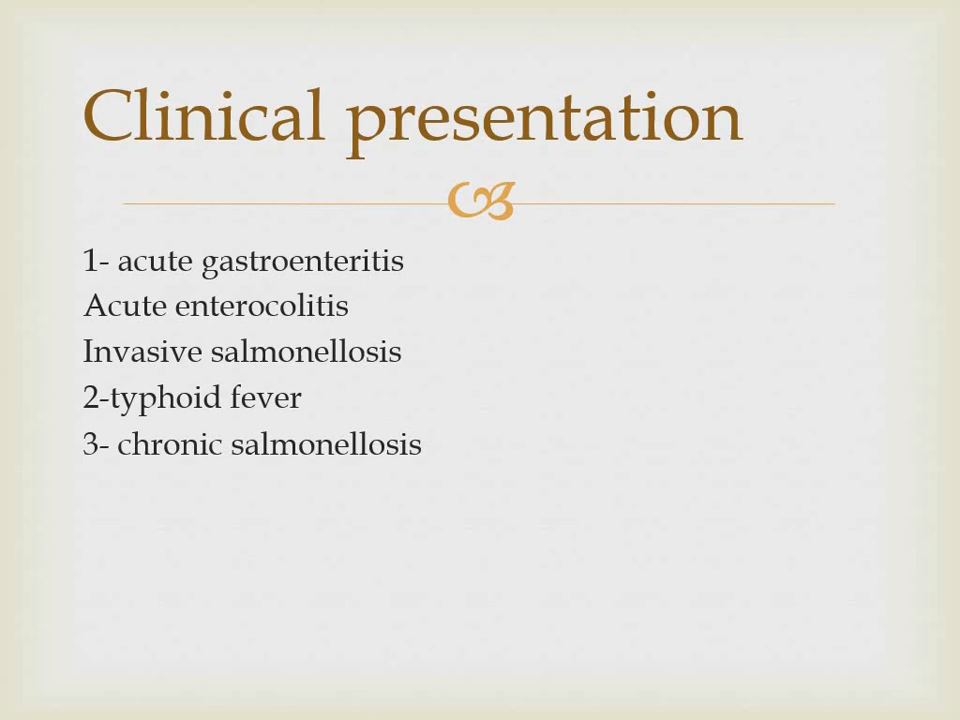 Clinical presentation
1- acute gastroenteritis
Acute enterocolitis
Invasive salmonellosis
2-typhoid fever
3- chronic salmonellosis